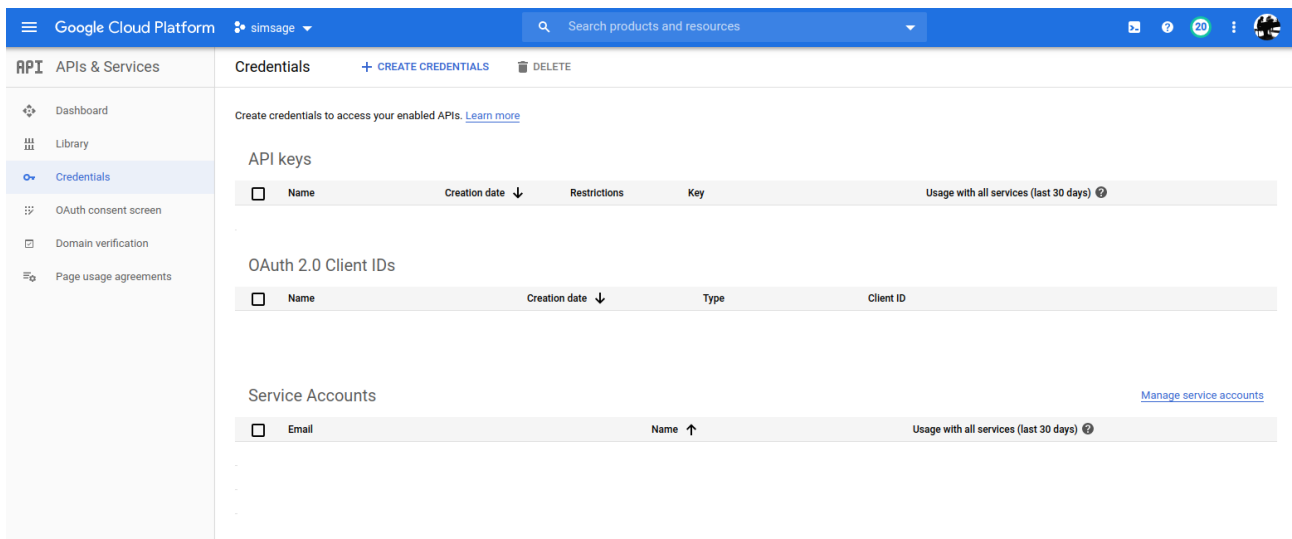 Google Cloud Platform simsage Search products and resources 20
API APIs & Services Credentials CREATE CREDENTIALS DELETE
Dashboard
Create credentials to access your enabled APIs. Learn more
Library
API keys
Credentials
Name Creation date Restrictions Key Usage with all services (last 30 days)
OAuth consent screen
Domain verification
OAuth 2.0 Client IDs
Page usage agreements
Name Creation date Type Client ID
Service Accounts Manage service accounts
Email Name Usage with all services (last 30 days)